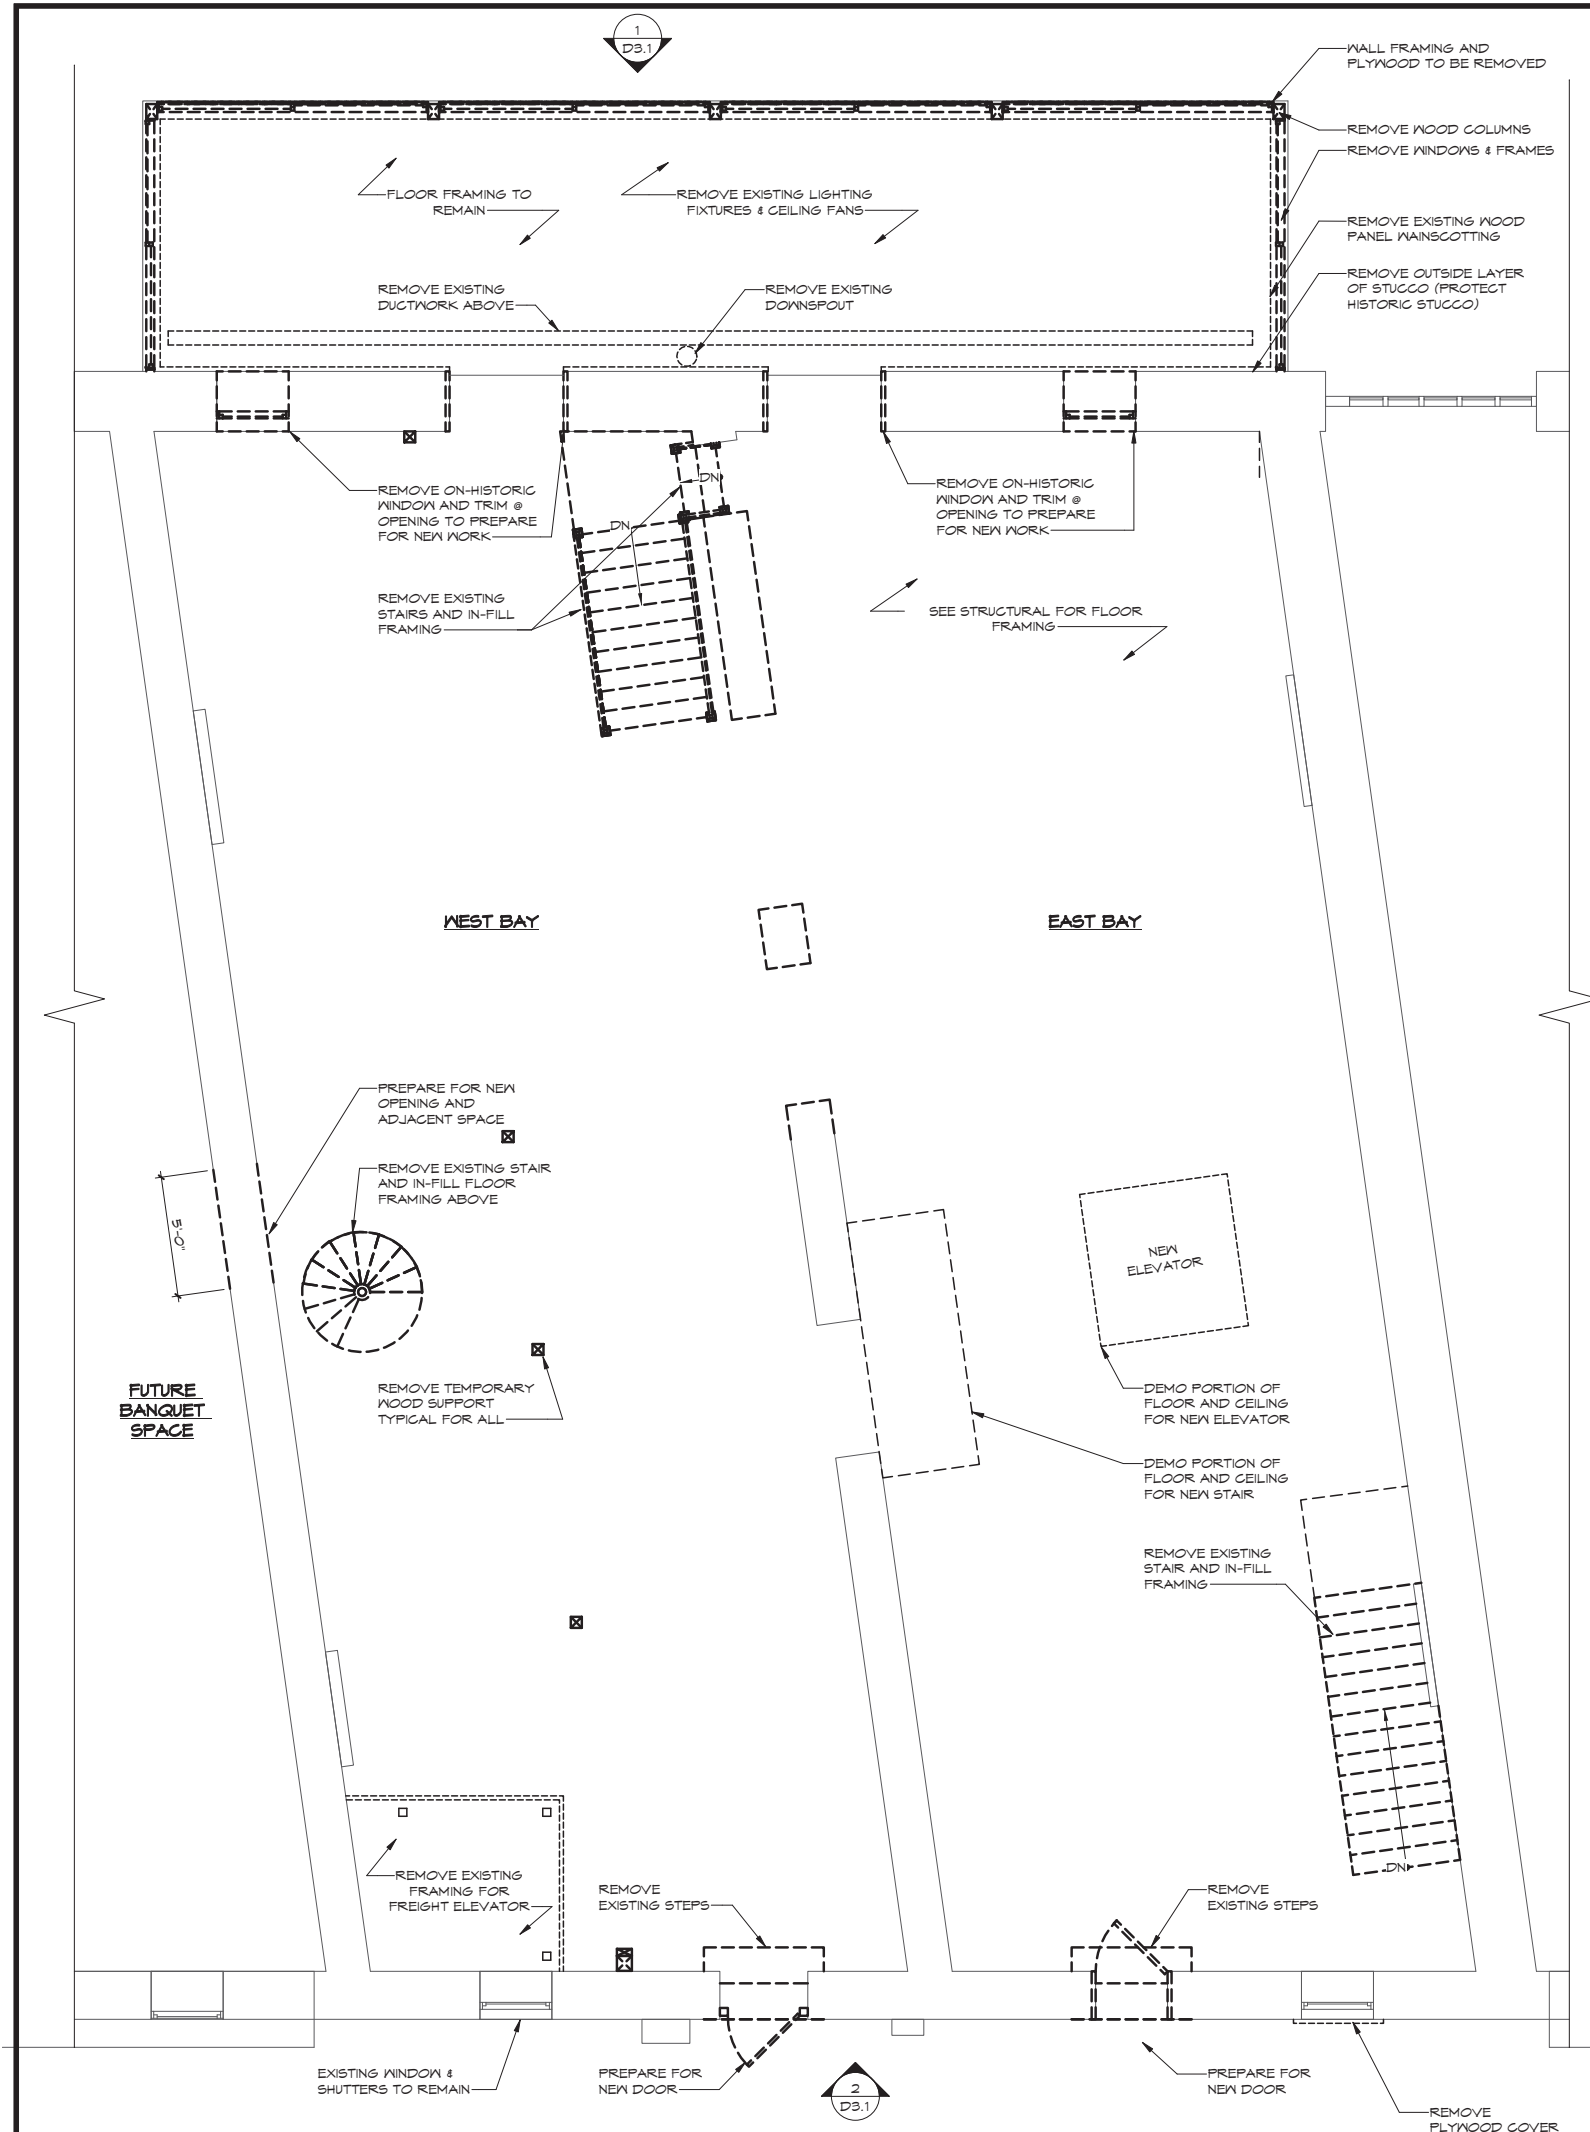 1
D3.1
WALL FRAMING AND
PLYWOOD TO BE REMOVED
REMOVE WOOD COLUMNS
REMOVE WINDOWS & FRAMES
FLOOR FRAMING TO
REMAIN
REMOVE EXISTING LIGHTING
FIXTURES & CEILING FANS
REMOVE EXISTING WOOD
PANEL WAINSCOTTING
REMOVE EXISTING
DUCTWORK ABOVE
REMOVE EXISTING
DOWNSPOUT
REMOVE OUTSIDE LAYER
OF STUCCO (PROTECT
HISTORIC STUCCO)
REMOVE ON-HISTORIC
WINDOW AND TRIM @
OPENING TO PREPARE
FOR NEW WORK
DN
DN
REMOVE ON-HISTORIC
WINDOW AND TRIM @
OPENING TO PREPARE
FOR NEW WORK
REMOVE EXISTING
STAIRS AND IN-FILL
FRAMING
SEE STRUCTURAL FOR FLOOR
FRAMING
WEST BAY
EAST BAY
PREPARE FOR NEW
OPENING AND
ADJACENT SPACE
REMOVE EXISTING STAIR
AND IN-FILL FLOOR
FRAMING ABOVE
5'-0"
NEW
ELEVATOR
FUTURE
BANQUET
SPACE
REMOVE TEMPORARY
WOOD SUPPORT
TYPICAL FOR ALL
DEMO PORTION OF
FLOOR AND CEILING
FOR NEW ELEVATOR
DEMO PORTION OF
FLOOR AND CEILING
FOR NEW STAIR
REMOVE EXISTING
STAIR AND IN-FILL
FRAMING
DN
REMOVE EXISTING
FRAMING FOR
FREIGHT ELEVATOR
REMOVE
EXISTING STEPS
REMOVE
EXISTING STEPS
EXISTING WINDOW &
SHUTTERS TO REMAIN
PREPARE FOR
NEW DOOR
2
D3.1
PREPARE FOR
NEW DOOR
REMOVE
PLYWOOD COVER